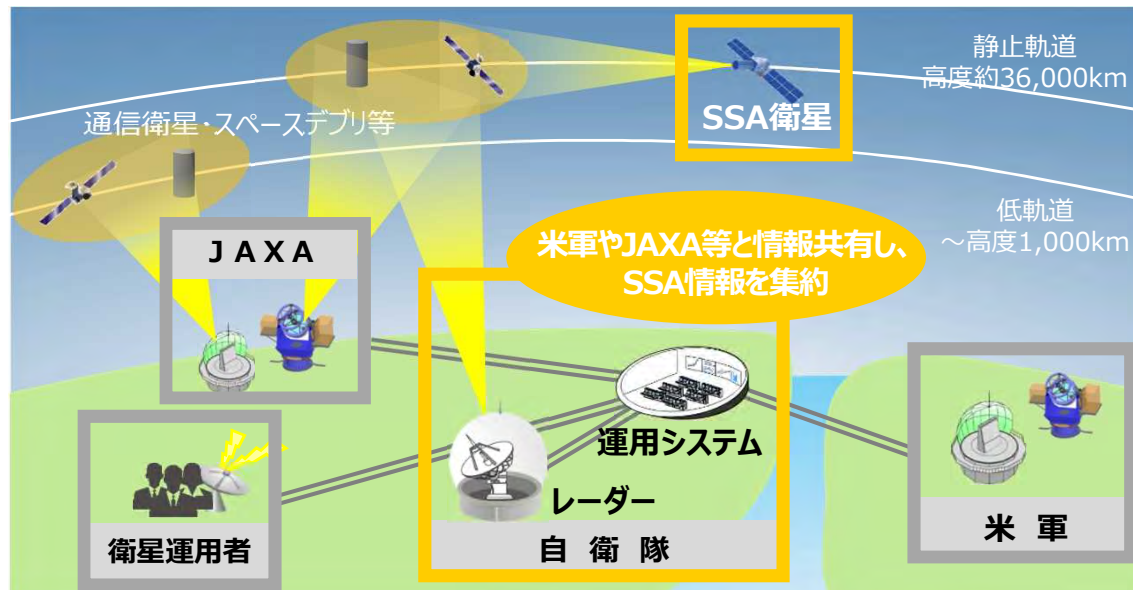 静止軌道
高度約36,000km
SSA衛星
通信衛星・スペースデブリ等
低軌道
～高度1,000km
JAXA
米軍やJAXA等と情報共有し、
SSA情報を集約
運用システム
レーダー
自衛隊
衛星運用者
米軍